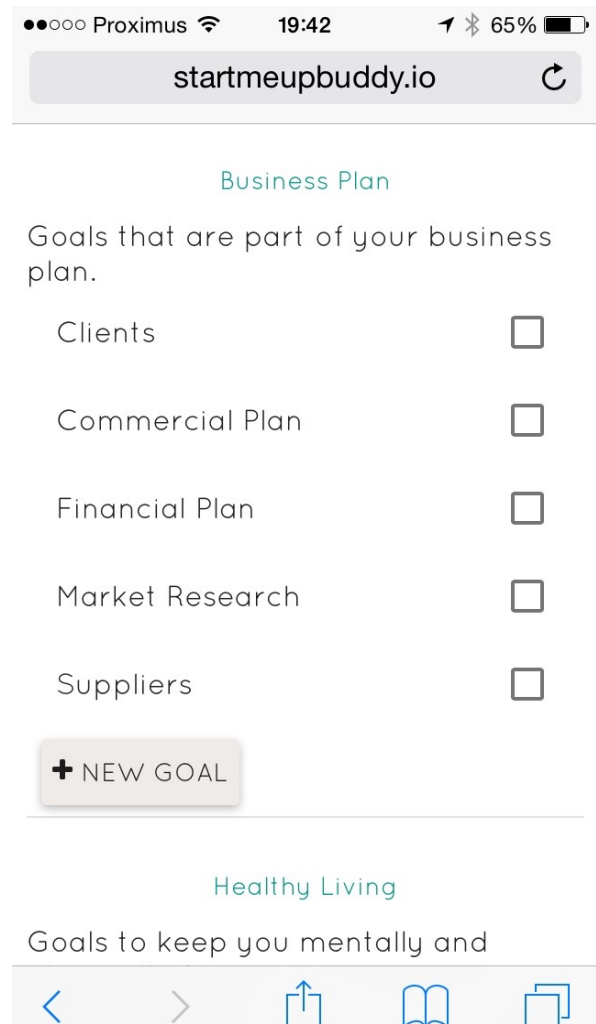 Proximus 19:42 65%
startmeupbuddy.io
Business Plan
Goals that are part of your business
plan.
Clients
Commercial Plan
Financial Plan
Market Research
Suppliers
+ NEW GOAL
Healthy Living
Goals to keep you mentally and